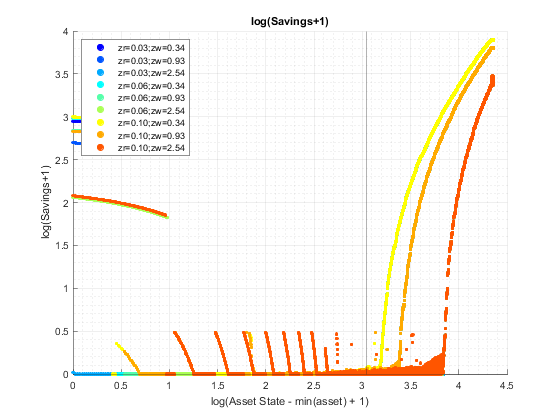 log(Savings+1)
4
3.5
3
2.5
2
1.5
1
0.5
0
log(Savings+1)
zr=0.03;zw=0.34
zr=0.03;zw=0.93
zr=0.03;zw=2.54
zr=0.06;zw=0.34
zr=0.06;zw=0.93
zr=0.06;zw=2.54
zr=0.10;zw=0.34
zr=0.10;zw=0.93
zr=0.10;zw=2.54
0 0.5 1 1.5 2 2.5 3 3.5 4 4.5
log(Asset State - min(asset) + 1)